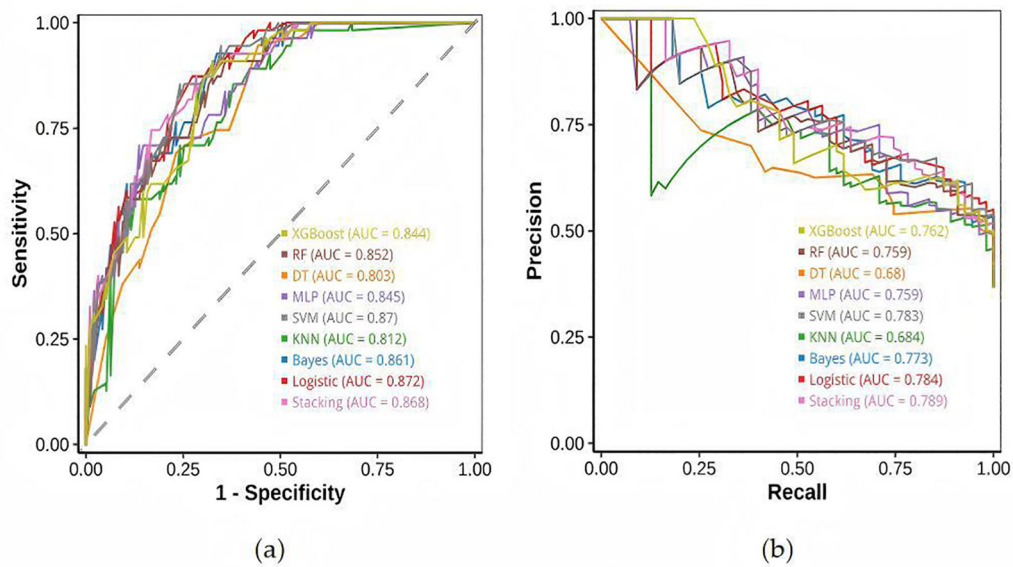 1.00
0.75
0.50
0.25
0.00
Sensitivity
XGBoost (AUC = 0.844)
RF (AUC = 0.852)
DT (AUC = 0.803)
MLP (AUC = 0.845)
SVM (AUC = 0.87)
KNN (AUC = 0.812)
Bayes (AUC = 0.861)
Logistic (AUC = 0.872)
Stacking (AUC = 0.868)
0.00 0.25 0.50 0.75 1.00
1 - Specificity
(a)
1.00
0.75
0.50
0.25
0.00
Precision
XGBoost (AUC = 0.762)
RF (AUC = 0.759)
DT (AUC = 0.68)
MLP (AUC = 0.759)
SVM (AUC = 0.783)
KNN (AUC = 0.684)
Bayes (AUC = 0.773)
Logistic (AUC = 0.784)
Stacking (AUC = 0.789)
0.00 0.25 0.50 0.75 1.00
Recall
(b)